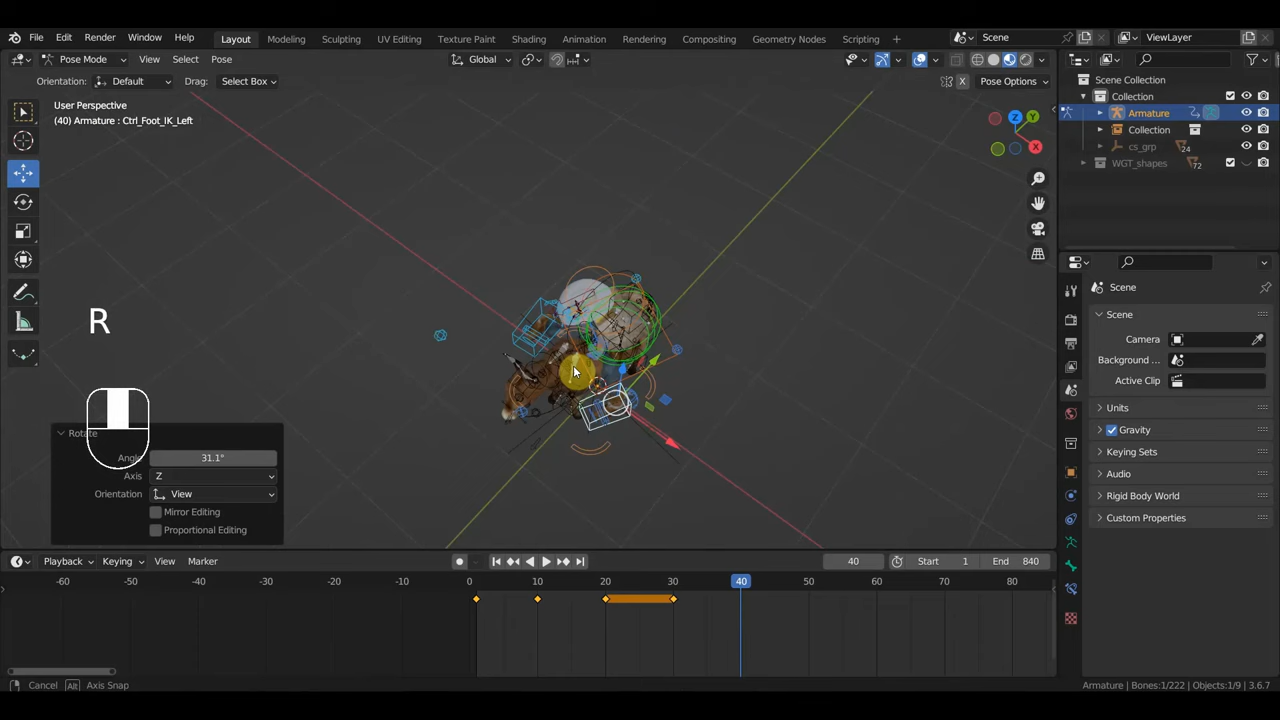 File Edit Render Window Help Layout Modeling Sculpting UV Editing Texture Paint Shading Animation Rendering Compositing Geometry Nodes Scripting + Scene ViewLayer
Pose Mode View Select Pose Global Pose Options
Orientation: Default Drag: Select Box X
User Perspective
(40) Armature : Ctrl_Foot_IK_Left
Z
Y
X
R
Rotate
Angle 31.1°
Axis Z
Orientation View
Mirror Editing
Proportional Editing
Scene Collection
Collection
Armature
Collection
cs_grp 24
WGT_shapes 72
Scene
Scene
Camera
Background ...
Active Clip
Units
Gravity
Keying Sets
Audio
Rigid Body World
Custom Properties
Playback Keying View Marker 40 Start 1 End 840
-60 -50 -40 -30 -20 -10 0 10 20 30 40 50 60 70 80
Cancel Alt Axis Snap Armature | Bones:1/222 | Objects:1/9 | 3.6.7